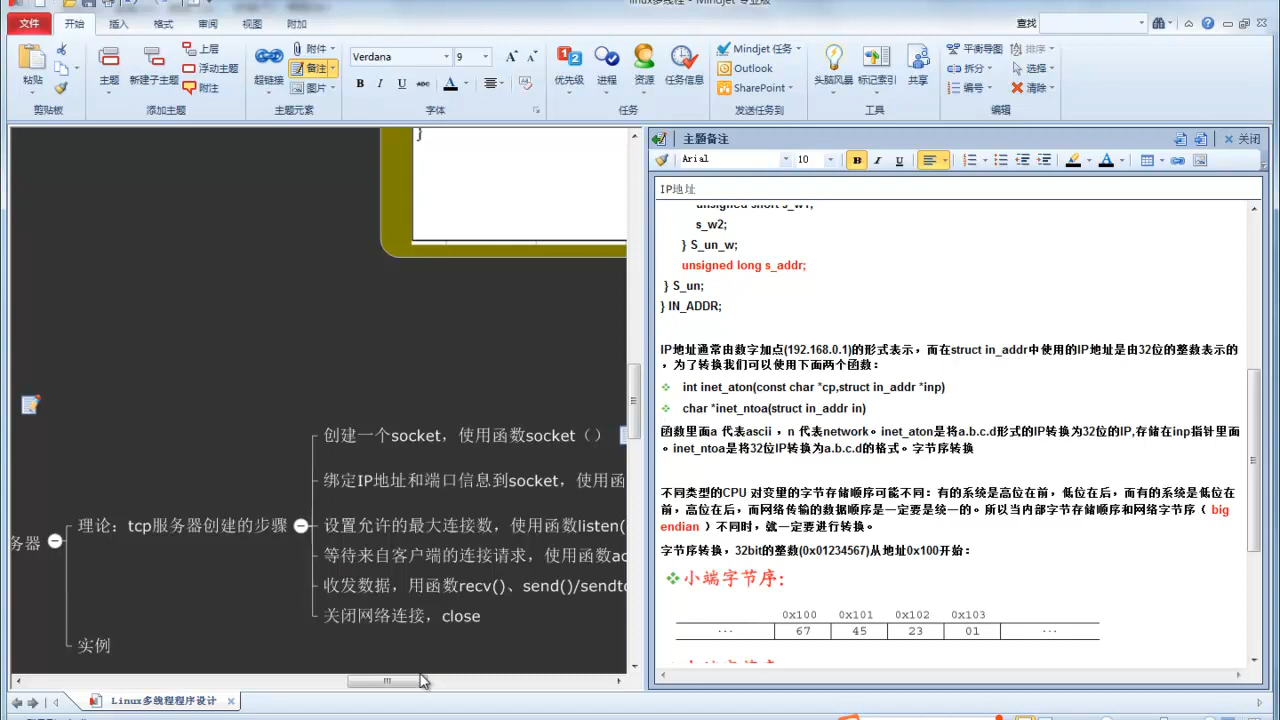 linux多线程 - Mindjet 专业版
文件 开始 插入 格式 审阅 视图 附加 查找
粘贴 主题 新建子主题 上层 浮动主题 附注 超链接 附件 备注 图片
Verdana 9
B I U A
优先级 进程 资源 任务信息 Mindjet 任务 Outlook SharePoint
头脑风暴 标记索引 共享 平衡导图 排序 拆分 选择 编号 清除
剪贴板 添加主题 主题元素 字体 任务 发送任务到 工具 编辑
}
创建一个socket，使用函数socket（）
绑定IP地址和端口信息到socket，使用函
理论：tcp服务器创建的步骤
设置允许的最大连接数，使用函数listen(
务器
等待来自客户端的连接请求，使用函数ac
收发数据，用函数recv()、send()/sendto
关闭网络连接，close
实例
主题备注 关闭
Arial 10 B I U A
IP地址
unsigned short s_w1;
s_w2;
} S_un_w;
unsigned long s_addr;
} S_un;
} IN_ADDR;
IP地址通常由数字加点(192.168.0.1)的形式表示，而在struct in_addr中使用的IP地址是由32位的整数表示的
，为了转换我们可以使用下面两个函数：
int inet_aton(const char *cp,struct in_addr *inp)
char *inet_ntoa(struct in_addr in)
函数里面a 代表ascii ，n 代表network。inet_aton是将a.b.c.d形式的IP转换为32位的IP,存储在inp指针里面
。inet_ntoa是将32位IP转换为a.b.c.d的格式。字节序转换
不同类型的CPU 对变量的字节存储顺序可能不同：有的系统是高位在前，低位在后，而有的系统是低位在
前，高位在后，而网络传输的数据顺序是一定要是统一的。所以当内部字节存储顺序和网络字节序（ big
endian ）不同时，就一定要进行转换。
字节序转换，32bit的整数(0x01234567)从地址0x100开始：
小端字节序：
0x100 0x101 0x102 0x103
··· 67 45 23 01 ···
Linux多线程程序设计